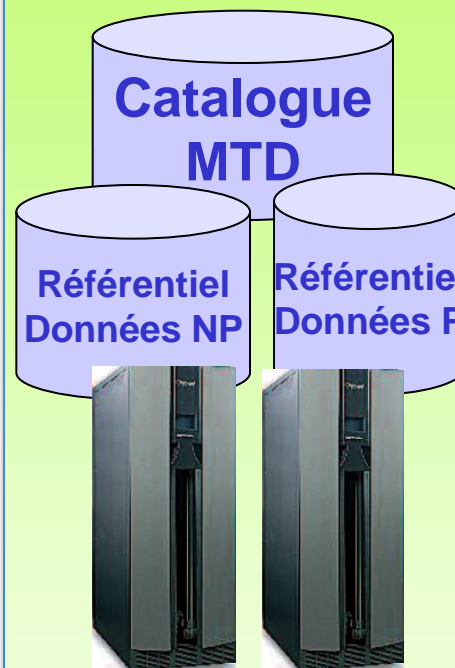 Catalogue
MTD
Référentiel
Données NP
Référentie
Données